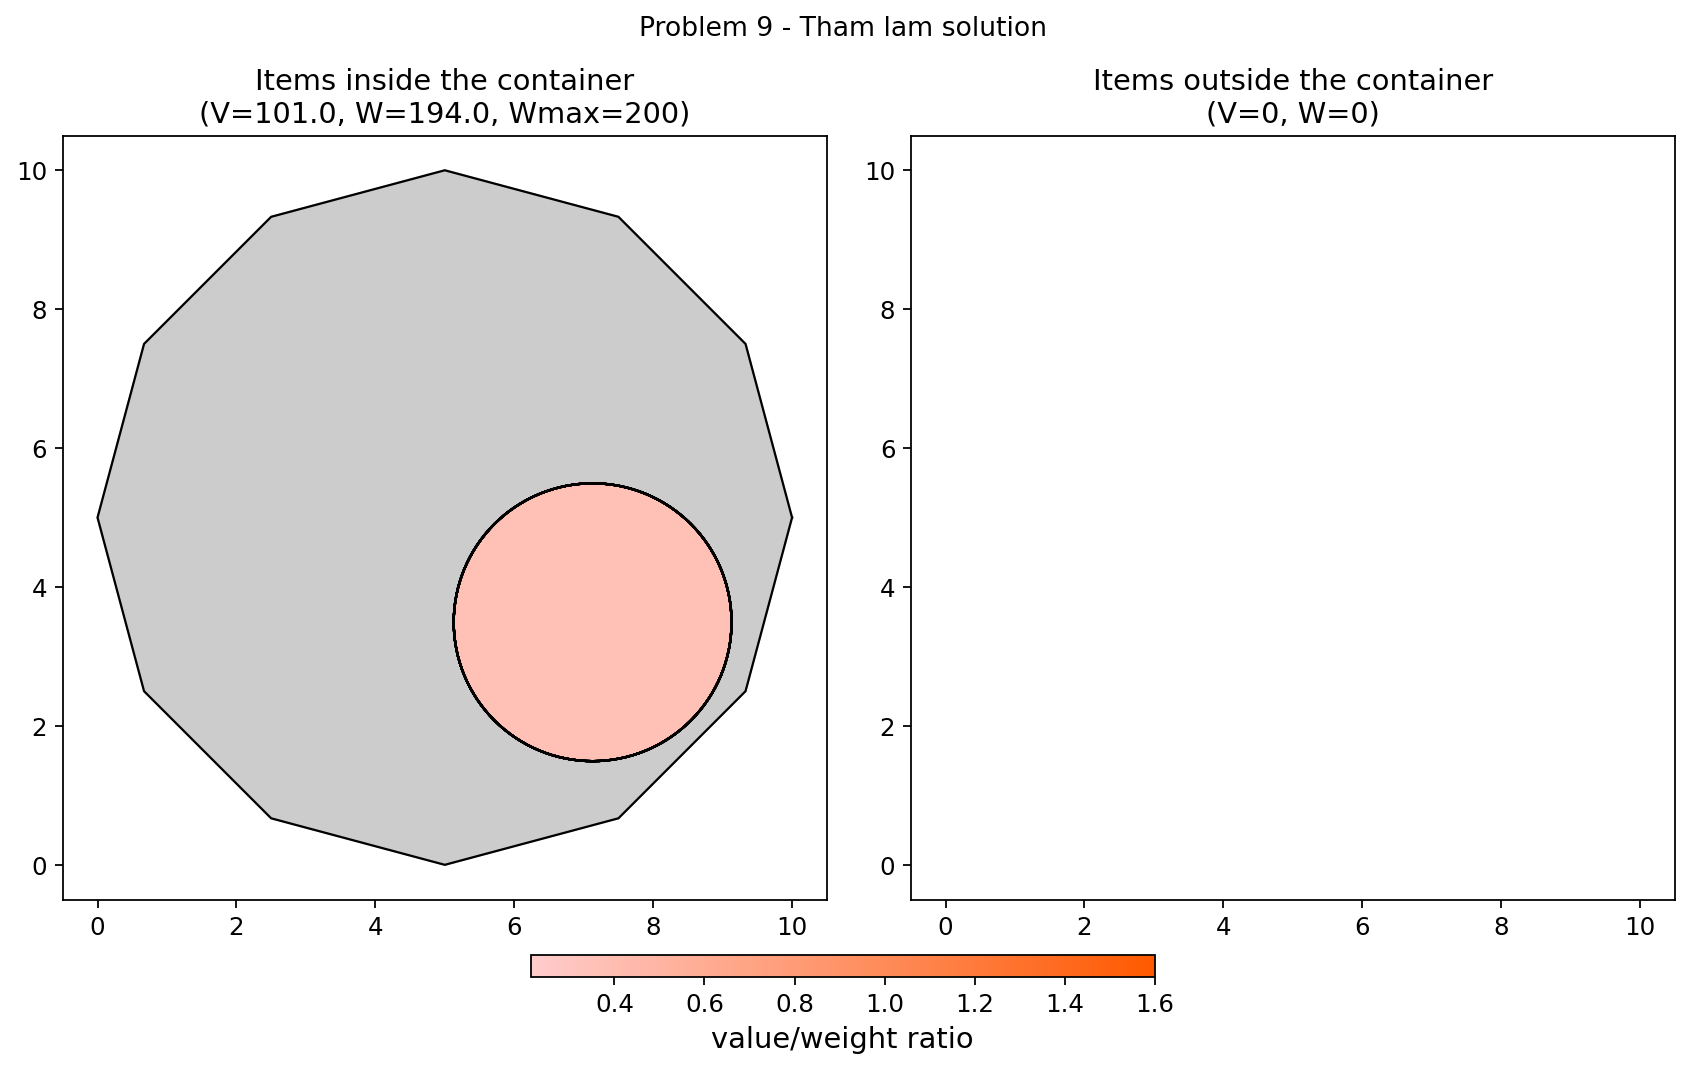 Problem 9 - Tham lam solution
Items inside the container
(V=101.0, W=194.0, Wmax=200)
10
8
6
4
2
0
0 2 4 6 8 10
Items outside the container
(V=0, W=0)
10
8
6
4
2
0
0 2 4 6 8 10
0.4 0.6 0.8 1.0 1.2 1.4 1.6
value/weight ratio